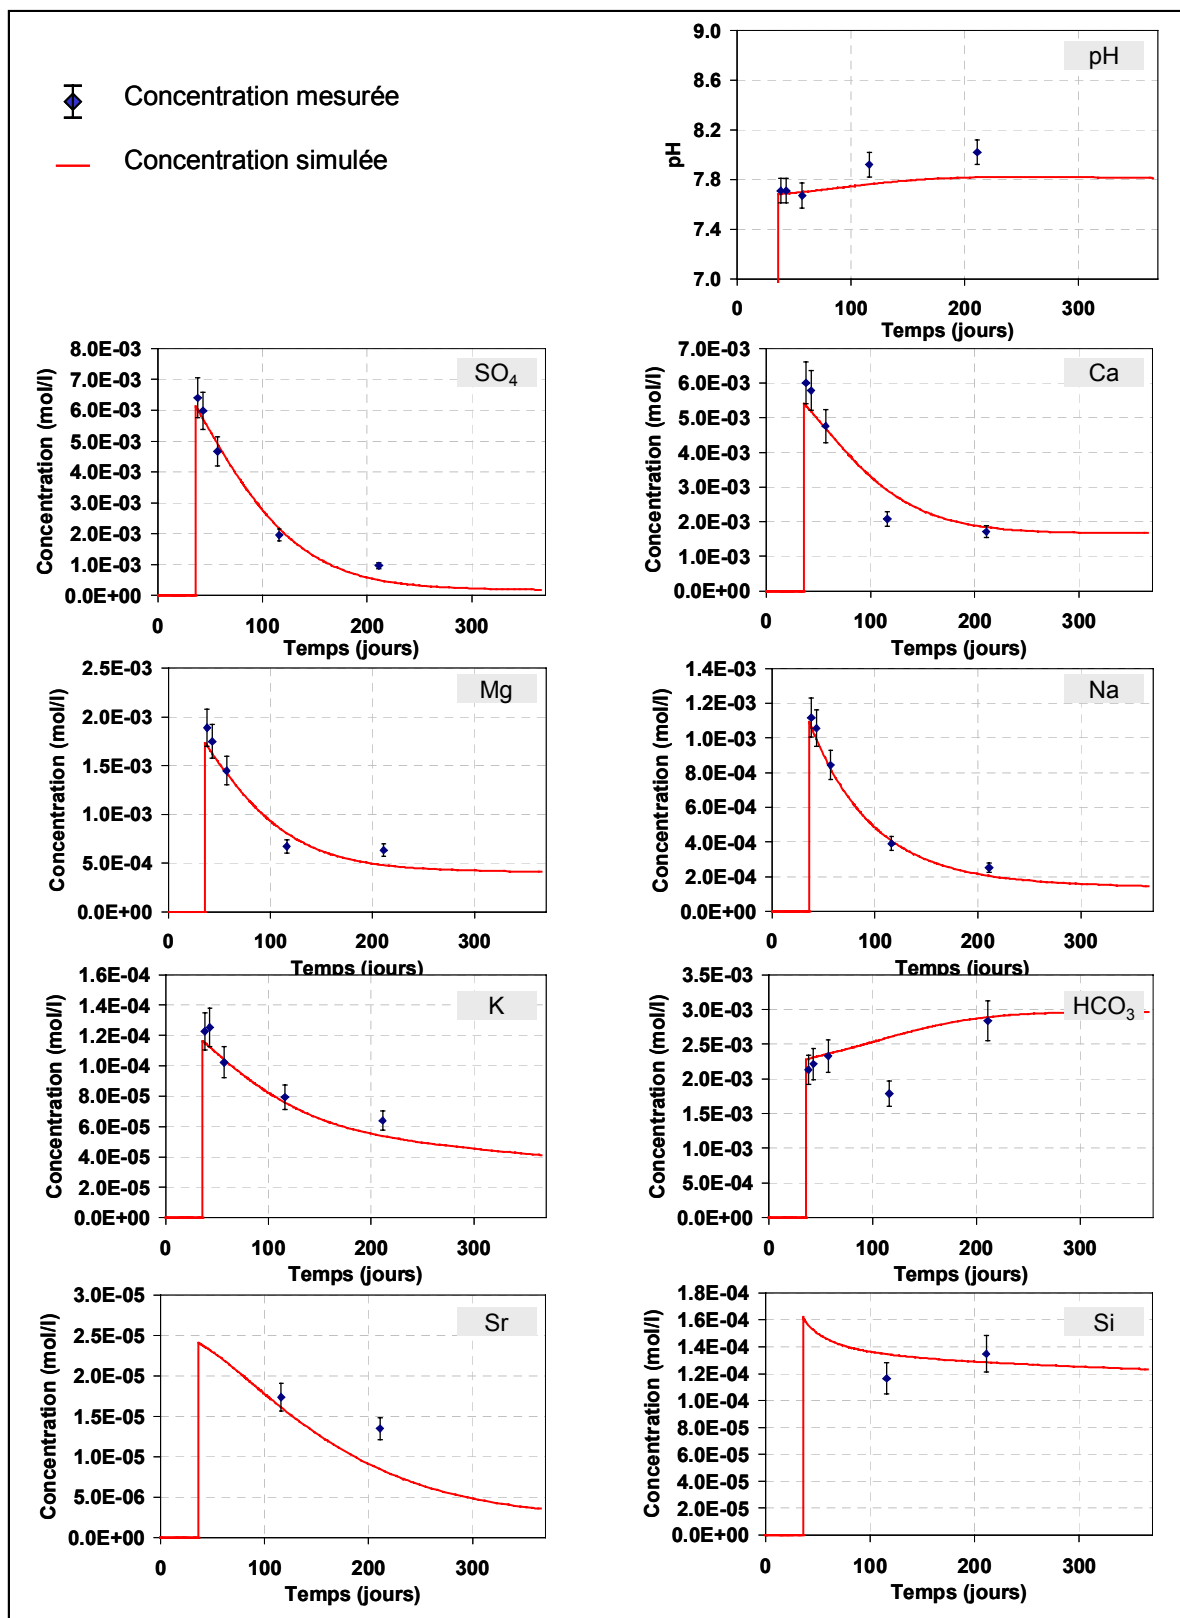 Concentration mesurée
Concentration simulée
pH
pH
9.0
8.6
8.2
7.8
7.4
7.0
0 100 200 300
Temps (jours)
SO4
Concentration (mol/l)
8.0E-03
7.0E-03
6.0E-03
5.0E-03
4.0E-03
3.0E-03
2.0E-03
1.0E-03
0.0E+00
0 100 200 300
Temps (jours)
Ca
Concentration (mol/l)
7.0E-03
6.0E-03
5.0E-03
4.0E-03
3.0E-03
2.0E-03
1.0E-03
0.0E+00
0 100 200 300
Temps (jours)
Mg
Concentration (mol/l)
2.5E-03
2.0E-03
1.5E-03
1.0E-03
5.0E-04
0.0E+00
0 100 200 300
Temps (jours)
Na
Concentration (mol/l)
1.4E-03
1.2E-03
1.0E-03
8.0E-04
6.0E-04
4.0E-04
2.0E-04
0.0E+00
0 100 200 300
Temps (jours)
K
Concentration (mol/l)
1.6E-04
1.4E-04
1.2E-04
1.0E-04
8.0E-05
6.0E-05
4.0E-05
2.0E-05
0.0E+00
0 100 200 300
Temps (jours)
HCO3
Concentration (mol/l)
3.5E-03
3.0E-03
2.5E-03
2.0E-03
1.5E-03
1.0E-03
5.0E-04
0.0E+00
0 100 200 300
Temps (jours)
Sr
Concentration (mol/l)
3.0E-05
2.5E-05
2.0E-05
1.5E-05
1.0E-05
5.0E-06
0.0E+00
0 100 200 300
Temps (jours)
Si
Concentration (mol/l)
1.8E-04
1.6E-04
1.4E-04
1.2E-04
1.0E-04
8.0E-05
6.0E-05
4.0E-05
2.0E-05
0.0E+00
0 100 200 300
Temps (jours)